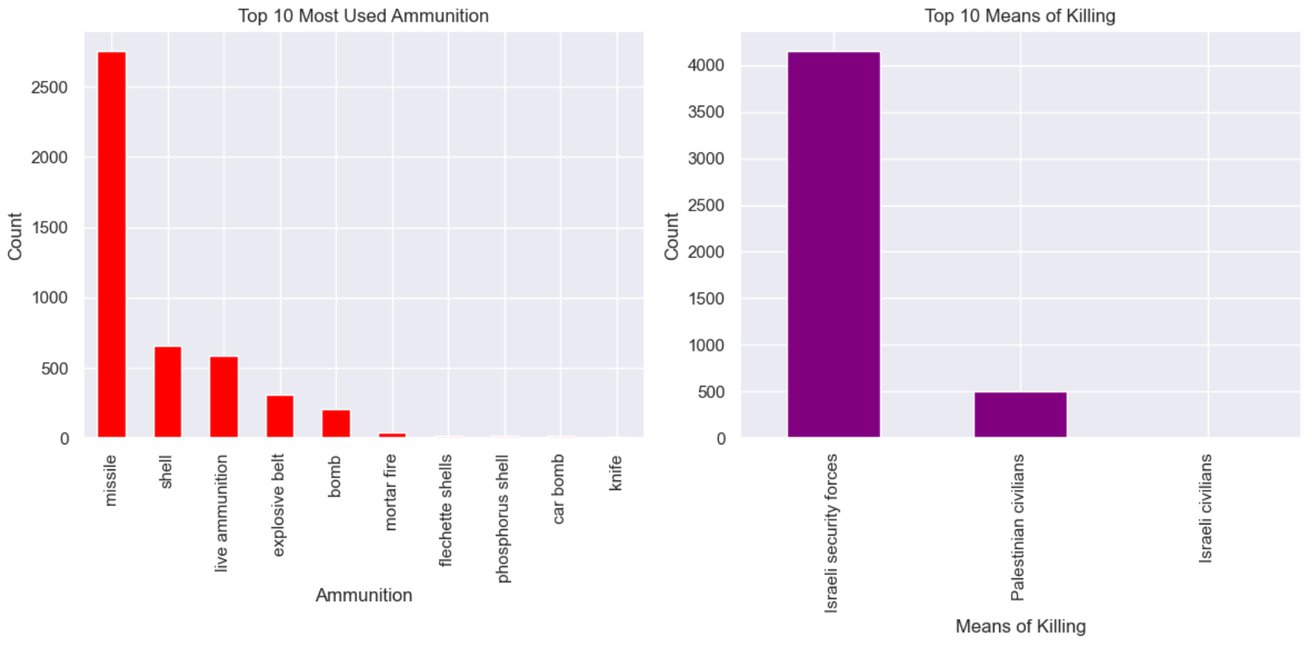 Top 10 Most Used Ammunition
Count
2500
2000
1500
1000
500
0
missile
shell
live ammunition
explosive belt
bomb
mortar fire
flechette shells
phosphorus shell
car bomb
knife
Ammunition
Top 10 Means of Killing
Count
4000
3500
3000
2500
2000
1500
1000
500
0
Israeli security forces
Palestinian civilians
Israeli civilians
Means of Killing